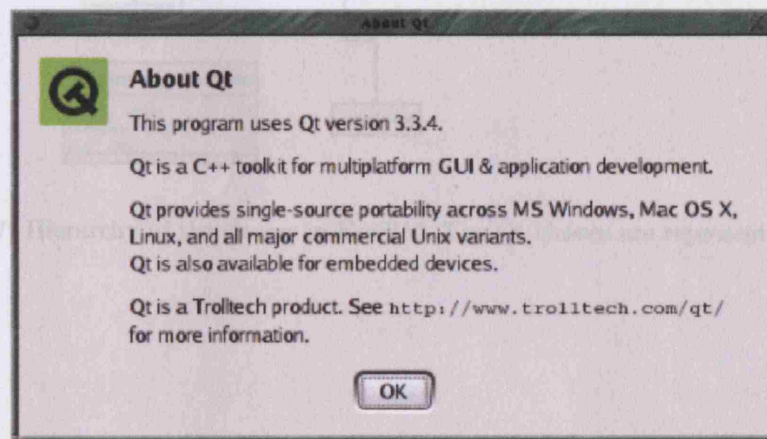 About Qt
About Qt
This program uses Qt version 3.3.4.
Qt is a C++ toolkit for multiplatform GUI & application development.
Qt provides single-source portability across MS Windows, Mac OS X,
Linux, and all major commercial Unix variants.
Qt is also available for embedded devices.
Qt is a Trolltech product. See http://www.trolltech.com/qt/
for more information.
OK